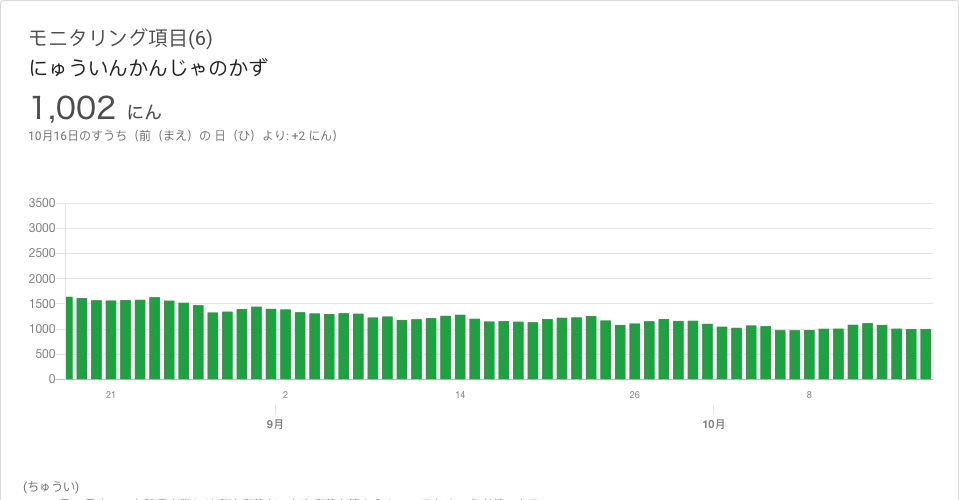 モニタリング項目(6)
にゅういんかんじゃのかず
1,002 にん
10月16日のすうち（前（まえ）の 日（ひ）より: +2 にん）
3500
3000
2500
2000
1500
1000
500
0
21 2 14 26 8
9月 10月
(ちゅうい)